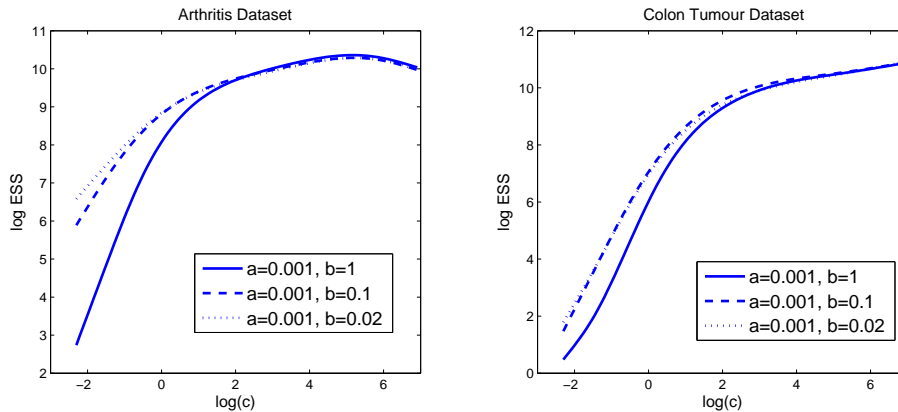 Arthritis Dataset
11
10
9
8
7
6
5
4
3
2
−2
0
2
4
6
log(c)
log ESS
a=0.001, b=1
a=0.001, b=0.1
a=0.001, b=0.02
Colon Tumour Dataset
12
10
8
6
4
2
0
−2
0
2
4
6
log(c)
log ESS
a=0.001, b=1
a=0.001, b=0.1
a=0.001, b=0.02